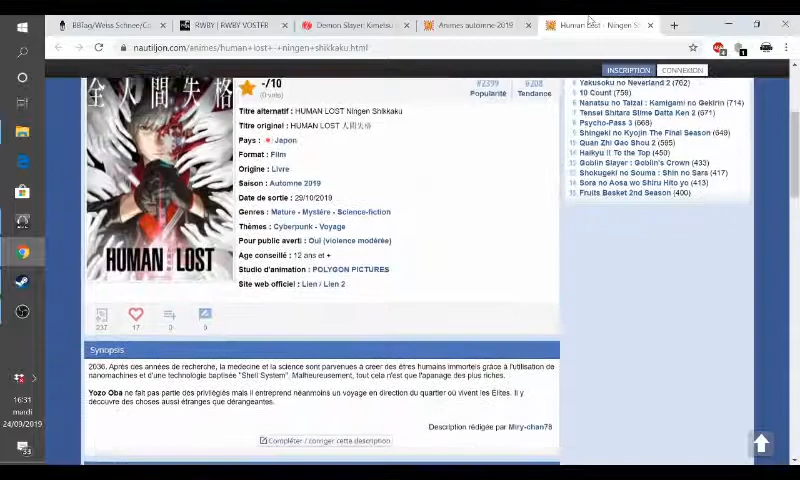 BBTag/Weiss Schnee/Co
RWBY | RWBY VOSTFR
Demon Slayer: Kimetsu
Animes automne 2019
Human Lost - Ningen Sh
nautiljon.com/animes/human+lost+-+ningen+shikkaku.html
INSCRIPTION
CONNEXION
全人間失格
HUMAN LOST
-/10
(0 vote)
#2399
Popularité
#208
Tendance
Titre alternatif : HUMAN LOST Ningen Shikkaku
Titre original : HUMAN LOST 人間失格
Pays : Japon
Format : Film
Origine : Livre
Saison : Automne 2019
Date de sortie : 29/10/2019
Genres : Mature - Mystère - Science-fiction
Thèmes : Cyberpunk - Voyage
Pour public averti : Oui (violence modérée)
Age conseillé : 12 ans et +
Studio d'animation : POLYGON PICTURES
Site web officiel : Lien / Lien 2
Yakusoku no Neverland 2 (762)
10 Count (759)
Nanatsu no Taizai : Kamigami no Gekirin (714)
Tensei Shitara Slime Datta Ken 2 (671)
Psycho-Pass 3 (668)
Shingeki no Kyojin The Final Season (649)
Quan Zhi Gao Shou 2 (585)
Haikyu !! To the Top (450)
Goblin Slayer : Goblin's Crown (433)
Shokugeki no Souma : Shin no Sara (417)
Sora no Aosa wo Shiru Hito yo (413)
Fruits Basket 2nd Season (400)
237
17
0
0
Synopsis
2036. Après des années de recherche, la médecine et la science sont parvenues à créer des êtres humains immortels grâce à l'utilisation de
nanomachines et d'une technologie baptisée "Shell System". Malheureusement, tout cela n'est que l'apanage des plus riches.
Yozo Oba ne fait pas partie des privilégiés mais il entreprend néanmoins un voyage en direction du quartier où vivent les Élites. Il y
découvre des choses aussi étranges que dérangeantes.
Description rédigée par Miry-chan78
Compléter / corriger cette description
16:31
mardi
24/09/2019
33